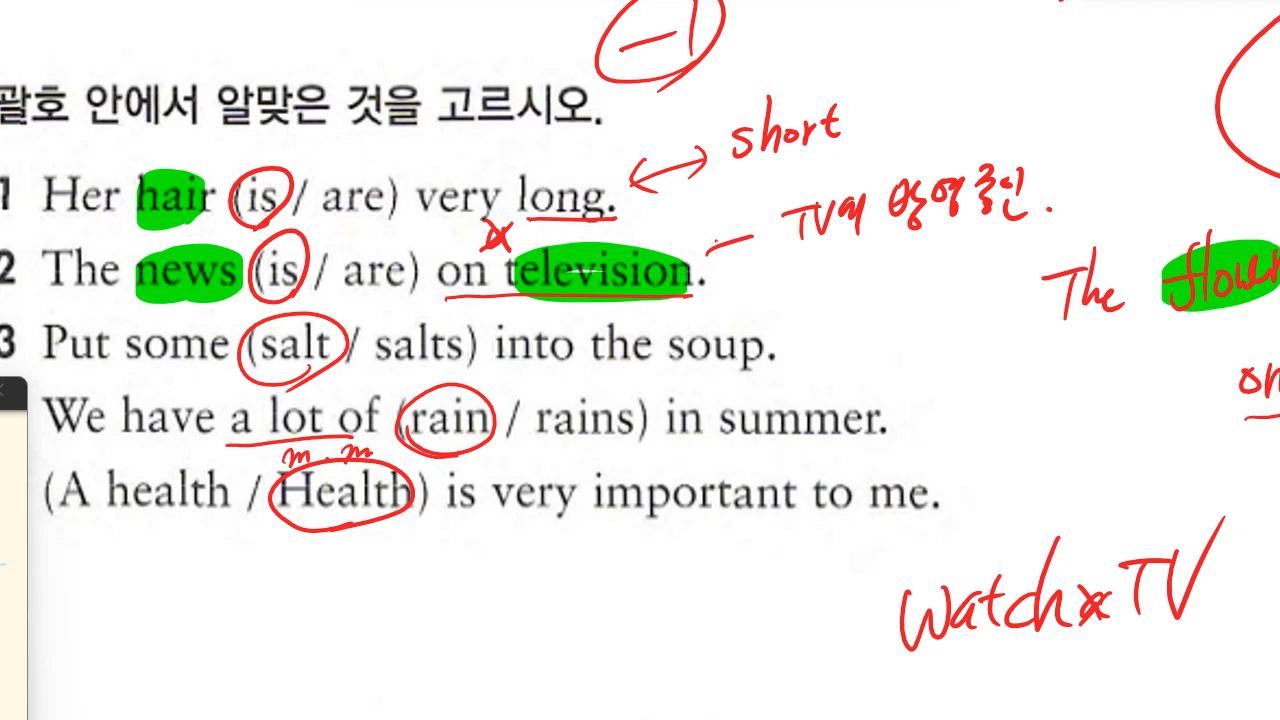 -1
괄호 안에서 알맞은 것을 고르시오.
short
1 Her hair (is / are) very long.
TV에 방영중인.
2 The news (is / are) on television.
The flower
3 Put some (salt / salts) into the soup.
on
We have a lot of (rain / rains) in summer.
(A health / Health) is very important to me.
watch TV